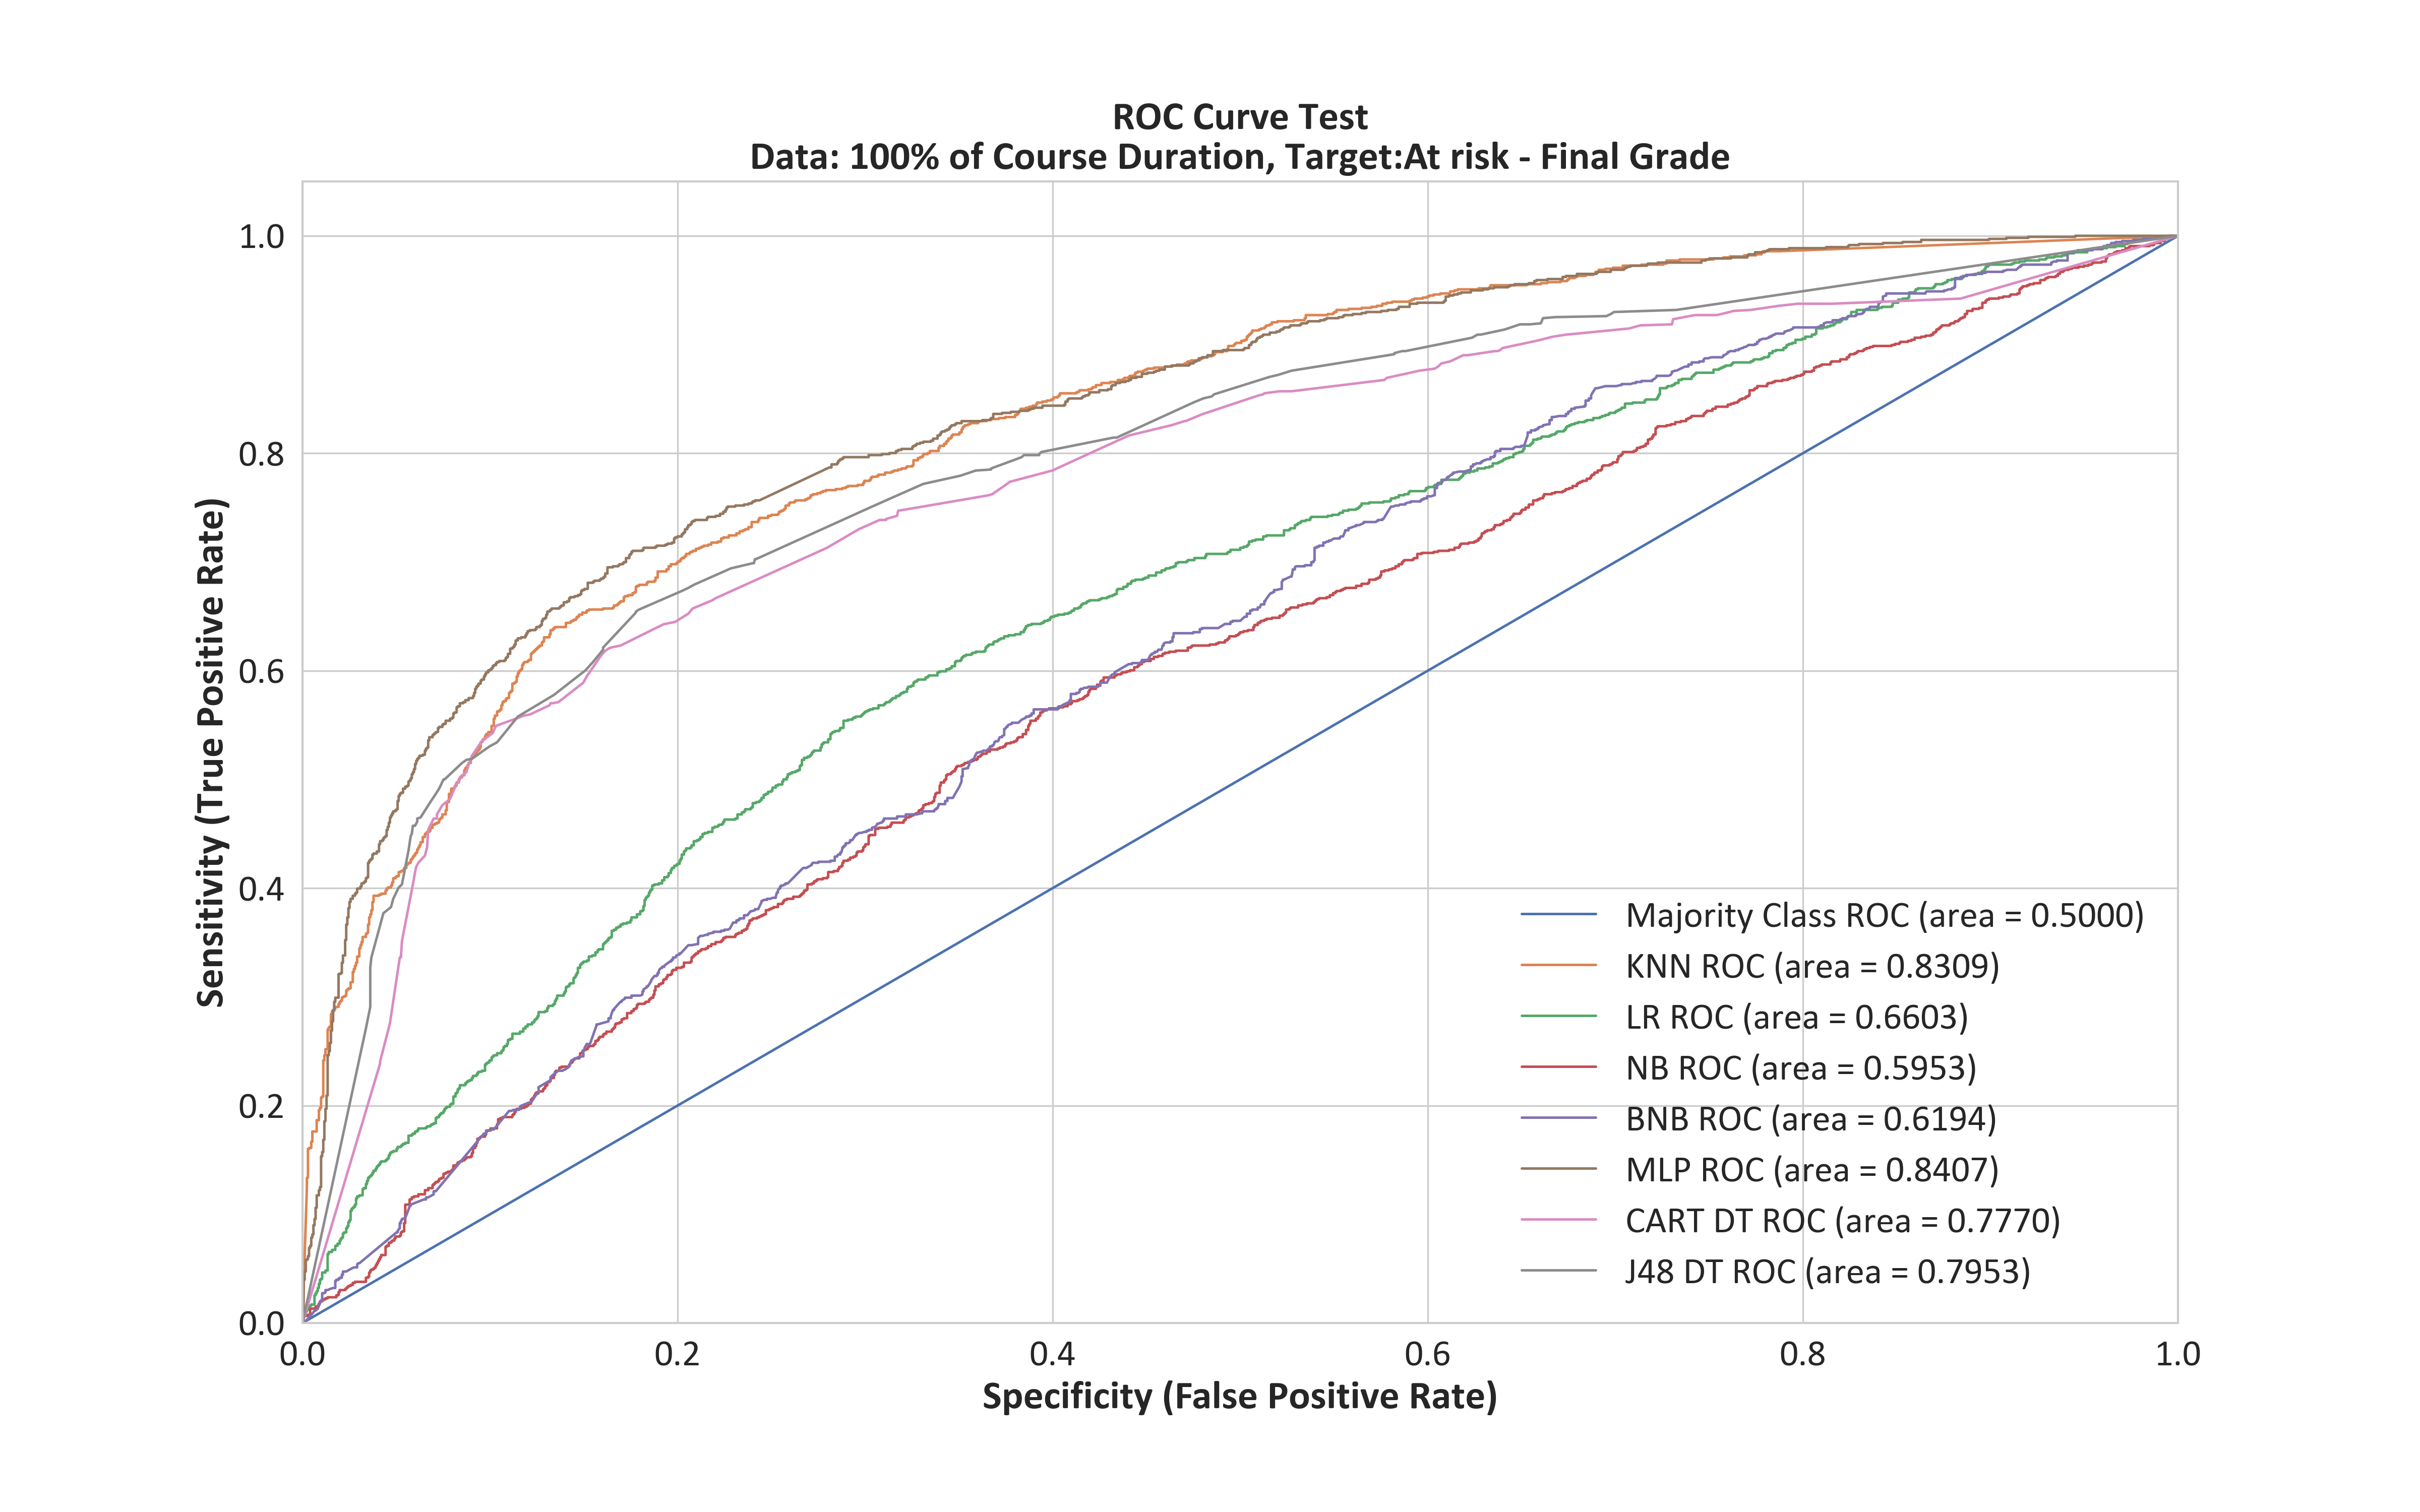 ROC Curve Test
Data: 100% of Course Duration, Target:At risk - Final Grade
Sensitivity (True Positive Rate)
1.0
0.8
0.6
0.4
0.2
0.0
Majority Class ROC (area = 0.5000)
KNN ROC (area = 0.8309)
LR ROC (area = 0.6603)
NB ROC (area = 0.5953)
BNB ROC (area = 0.6194)
MLP ROC (area = 0.8407)
CART DT ROC (area = 0.7770)
J48 DT ROC (area = 0.7953)
0.0 0.2 0.4 0.6 0.8 1.0
Specificity (False Positive Rate)